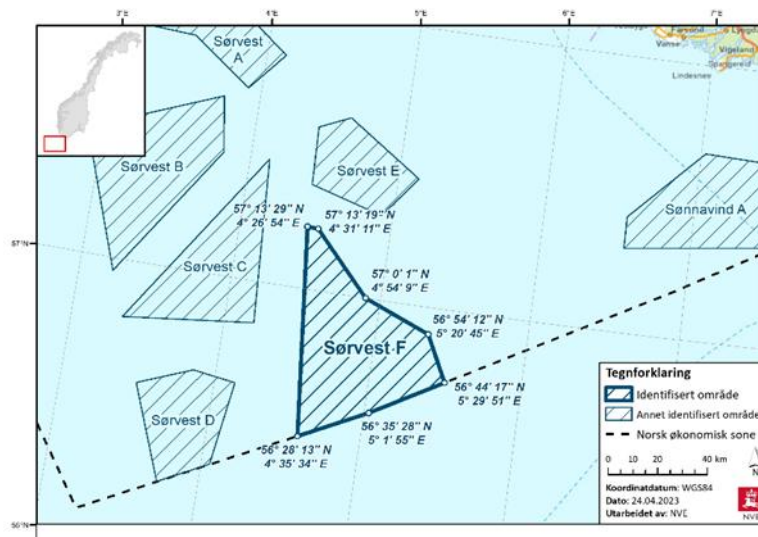 3°E
4°E
5°E
6°E
7°E
Farsund
Lyngd
Vanse
Vigeland
Spangereid
Lindesnes
Sørvest
A
Sørvest B
Sørvest E
57° 13' 29" N
4° 26' 54" E
57° 13' 19" N
4° 31' 11" E
Sønnavind A
57°N
Sørvest C
57° 0' 1" N
4° 54' 9" E
56° 54' 12" N
5° 20' 45" E
Sørvest F
56° 44' 17" N
5° 29' 51" E
Sørvest D
56° 35' 28" N
5° 1' 55" E
56° 28' 13" N
4° 35' 34" E
56°N
Tegnforklaring
Identifisert område
Annet identifisert område
Norsk økonomisk sone
0 10 20 40 km
N
Koordinatdatum: WGS84
Dato: 24.04.2023
Utarbeidet av: NVE
NVE